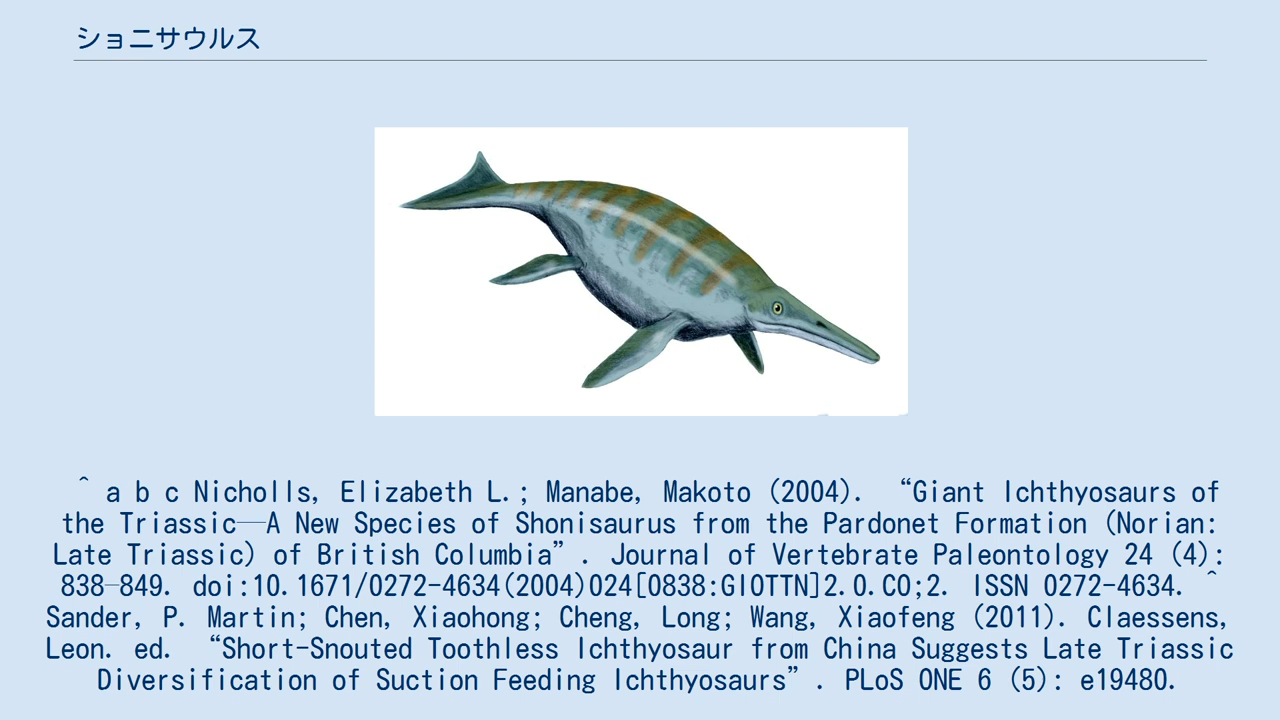 ショニサウルス
^ a b c Nicholls, Elizabeth L.; Manabe, Makoto (2004). “Giant Ichthyosaurs of
the Triassic—A New Species of Shonisaurus from the Pardonet Formation (Norian:
Late Triassic) of British Columbia”. Journal of Vertebrate Paleontology 24 (4):
838–849. doi:10.1671/0272-4634(2004)024[0838:GIOTTN]2.0.CO;2. ISSN 0272-4634. ^
Sander, P. Martin; Chen, Xiaohong; Cheng, Long; Wang, Xiaofeng (2011). Claessens,
Leon. ed. “Short-Snouted Toothless Ichthyosaur from China Suggests Late Triassic
Diversification of Suction Feeding Ichthyosaurs”. PLoS ONE 6 (5): e19480.